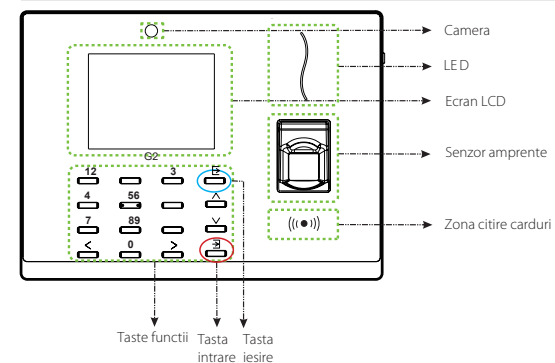 Camera
LED
Ecran LCD
G2
Senzor amprente
12 3
4 56
7 89
Zona citire carduri
< 0 >
Taste functii Tasta Tasta
intrare iesire